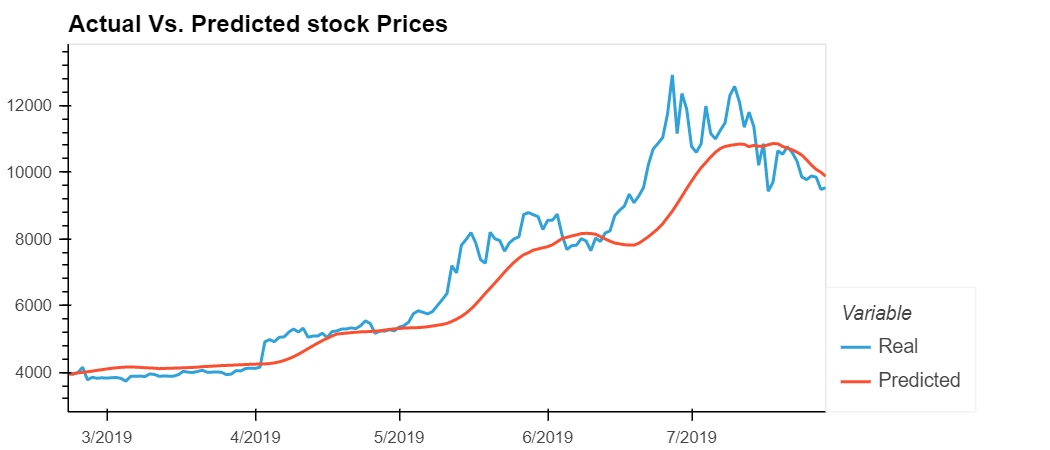 Actual Vs. Predicted stock Prices
12000
10000
8000
6000
4000
3/2019 4/2019 5/2019 6/2019 7/2019
Variable
Real
Predicted